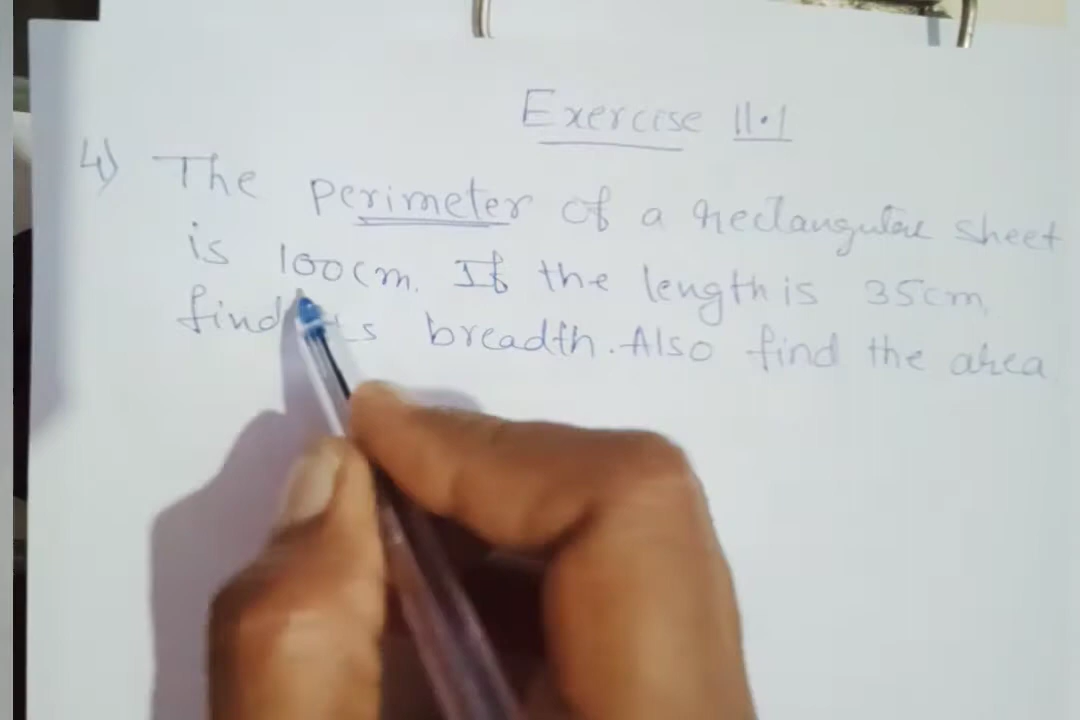 Exercise 11.1
4) The perimeter of a rectangular sheet
is 100cm. If the length is 35cm,
find its breadth. Also find the area